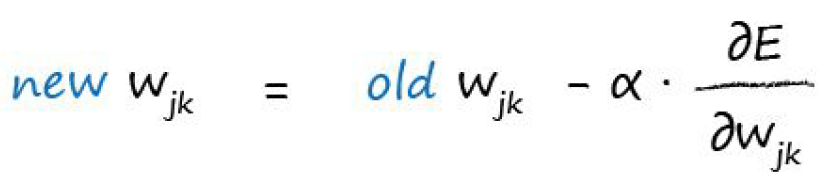 new w_jk = old w_jk - α · ∂E/∂w_jk